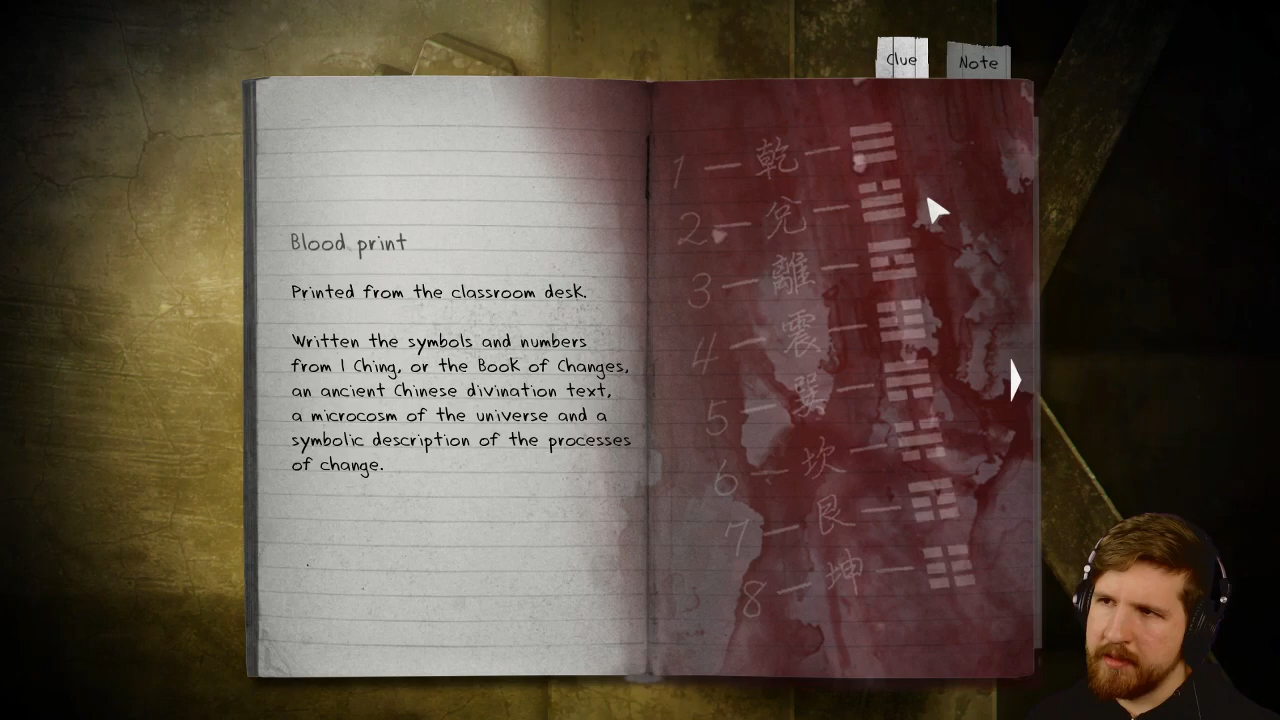 Clue
Note
Blood print
Printed from the classroom desk.
Written the symbols and numbers
from I Ching, or the Book of Changes,
an ancient Chinese divination text,
a microcosm of the universe and a
symbolic description of the processes
of change.
1 — 乾 — ☰
2 — 兌 — ☱
3 — 離 — ☲
4 — 震 — ☳
5 — 巽 — ☴
6 — 坎 — ☵
7 — 艮 — ☶
8 — 坤 — ☷